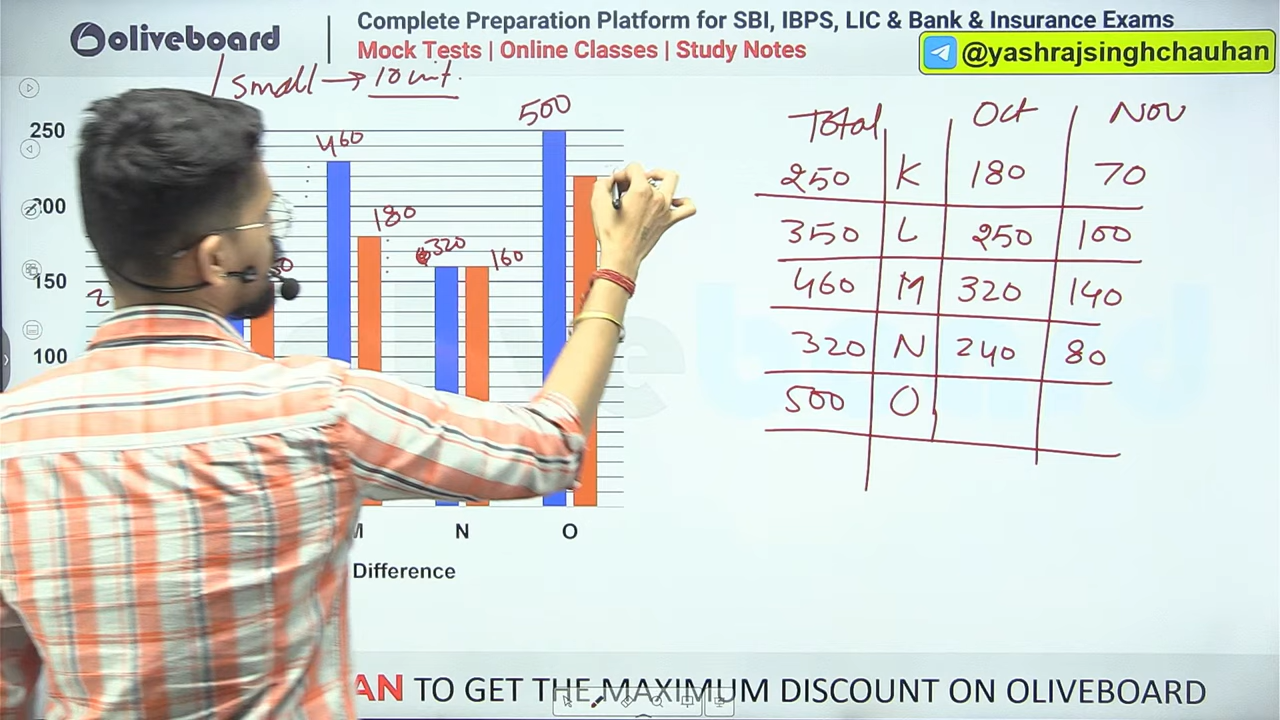 oliveboard
Complete Preparation Platform for SBI, IBPS, LIC & Bank & Insurance Exams
Mock Tests | Online Classes | Study Notes
@yashrajsinghchauhan
1 small → 10 unit.
250
200
150
100
460
180
320
160
500
M N O
Difference
Total Oct Nov
250 K 180 70
350 L 250 100
460 M 320 140
320 N 240 80
500 O
AN TO GET THE MAXIMUM DISCOUNT ON OLIVEBOARD